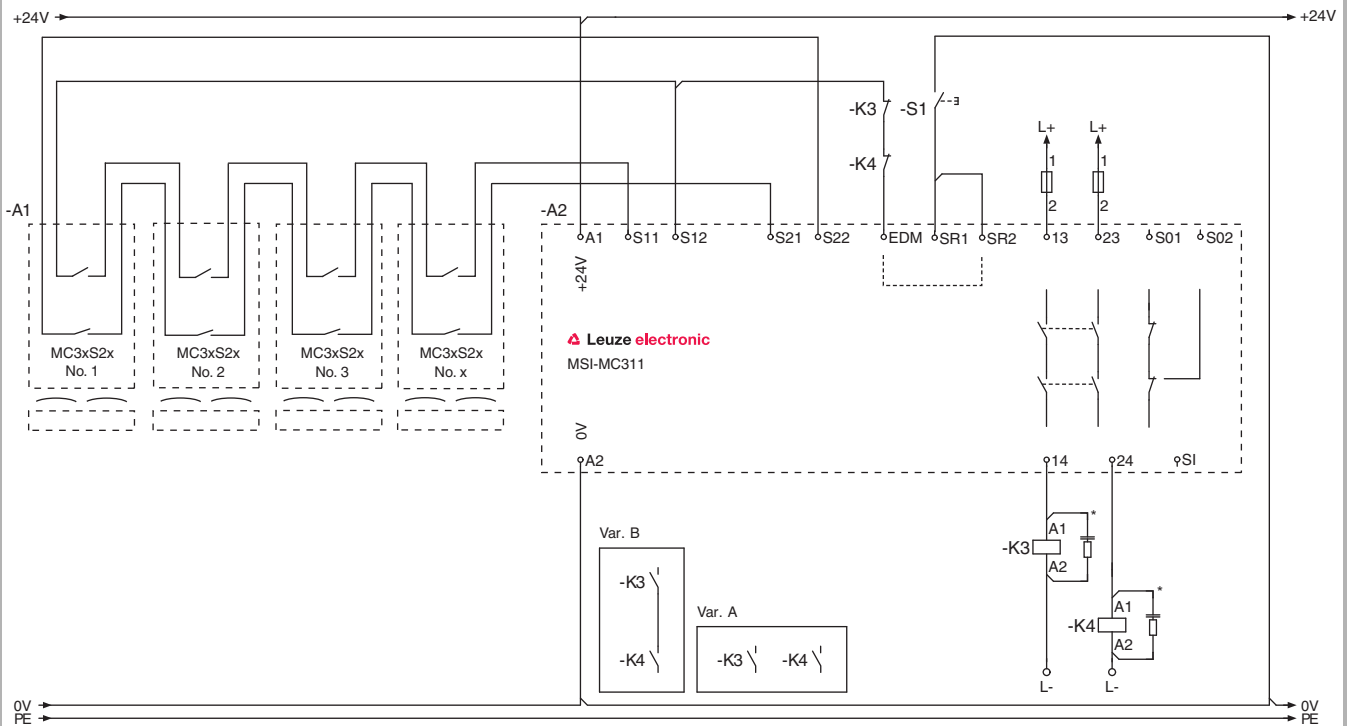 +24V
+24V
-K3
-S1
L+
L+
-K4
1
1
2
2
-A1
-A2
A1
S11
S12
S21
S22
EDM
SR1
SR2
13
23
S01
S02
+24V
Leuze electronic
MSI-MC311
MC3xS2x
No. 1
MC3xS2x
No. 2
MC3xS2x
No. 3
MC3xS2x
No. x
0V
A2
14
24
SI
Var. B
-K3
-K4
Var. A
-K3
-K4
*
A1
-K3
A2
*
A1
-K4
A2
L-
L-
0V
0V
PE
PE